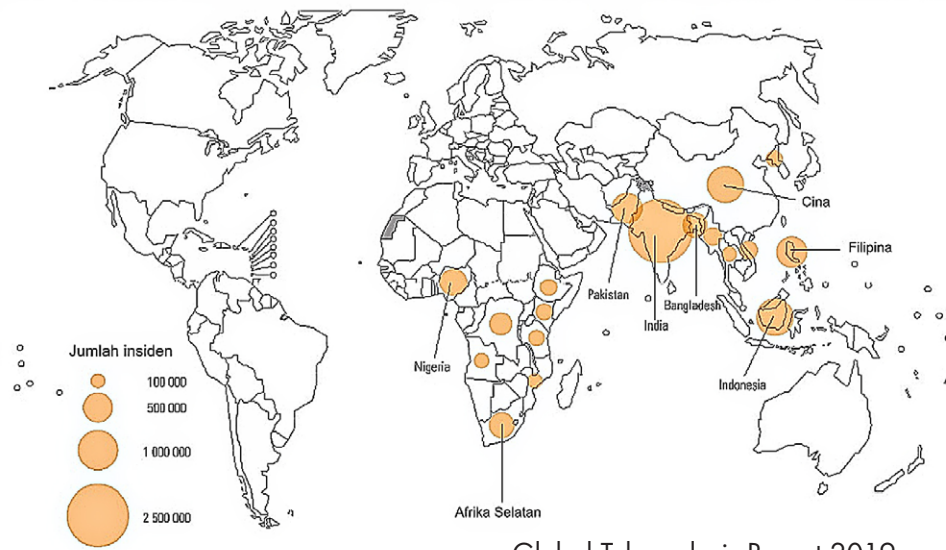 Cina
Filipina
Pakistan
Bangladesh
India
Indonesia
Nigeria
Afrika Selatan
Jumlah insiden
100 000
500 000
1 000 000
2 500 000